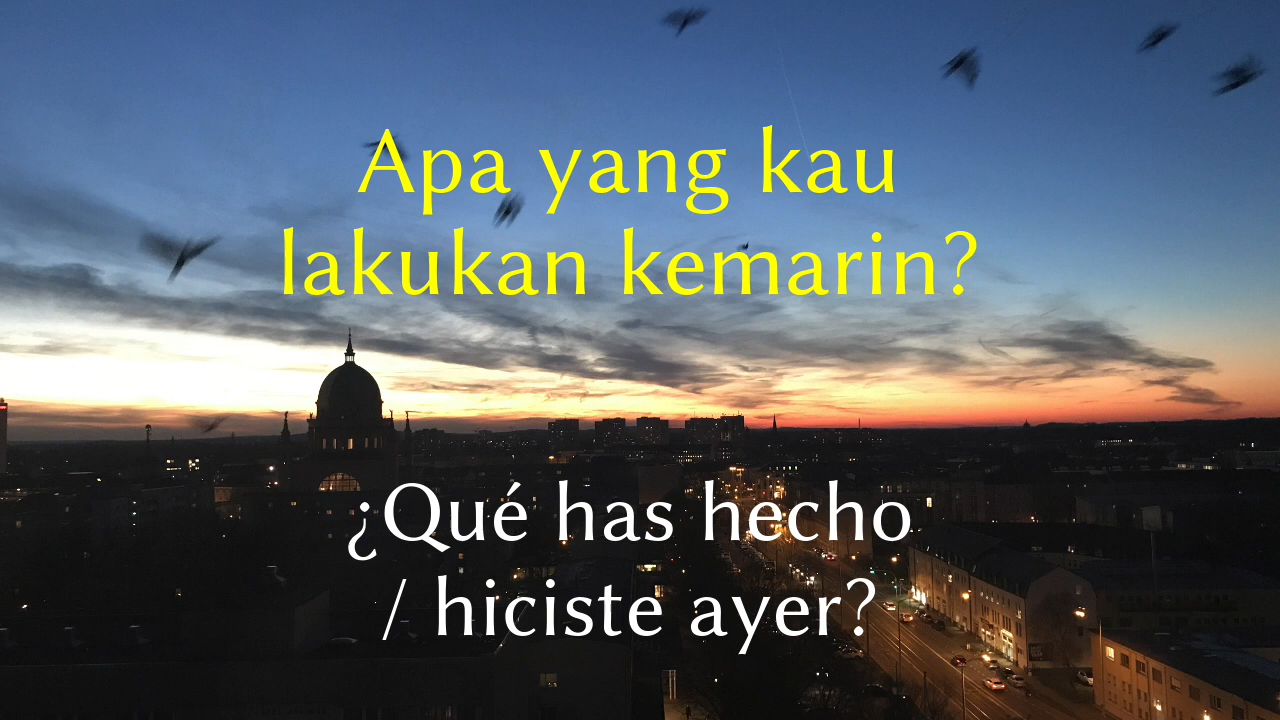 Apa yang kau
lakukan kemarin?
¿Qué has hecho
/ hiciste ayer?